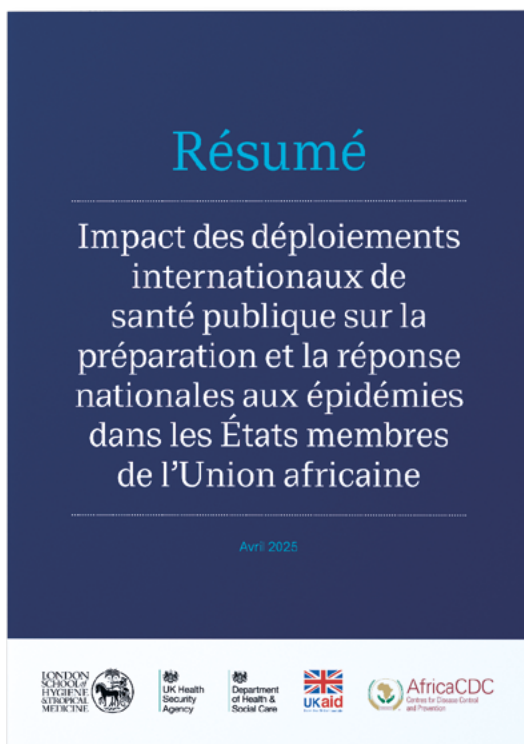 Résumé
Impact des déploiements
internationaux de
santé publique sur la
préparation et la réponse
nationales aux épidémies
dans les États membres
de l’Union africaine
Avril 2025
LONDON
SCHOOL of
HYGIENE
& TROPICAL
MEDICINE
UK Health
Security
Agency
Department
of Health &
Social Care
UKaid
AfricaCDC
Centres for Disease Control
and Prevention